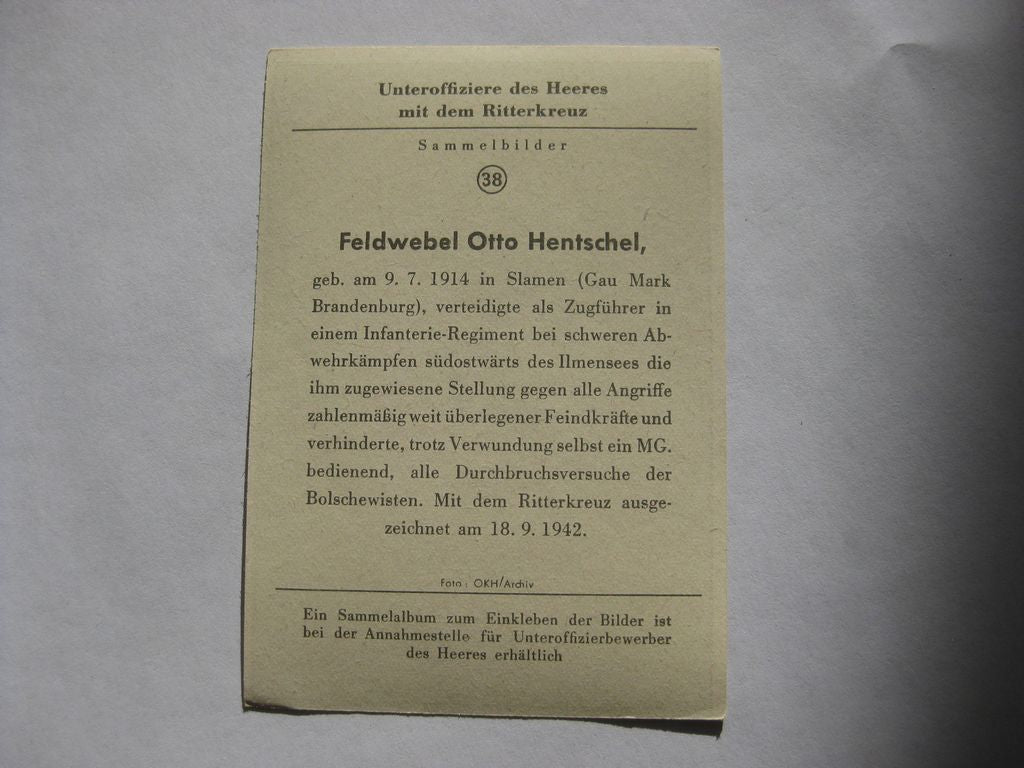 Unteroffiziere des Heeres
mit dem Ritterkreuz
Sammelbilder
38
Feldwebel Otto Hentschel,
geb. am 9. 7. 1914 in Slamen (Gau Mark
Brandenburg), verteidigte als Zugführer in
einem Infanterie-Regiment bei schweren Ab-
wehrkämpfen südostwärts des Ilmensees die
ihm zugewiesene Stellung gegen alle Angriffe
zahlenmäßig weit überlegener Feindkräfte und
verhinderte, trotz Verwundung selbst ein MG.
bedienend, alle Durchbruchsversuche der
Bolschewisten. Mit dem Ritterkreuz ausge-
zeichnet am 18. 9. 1942.
Foto: OKH/Archiv
Ein Sammelalbum zum Einkleben der Bilder ist
bei der Annahmestelle für Unteroffizierbewerber
des Heeres erhältlich